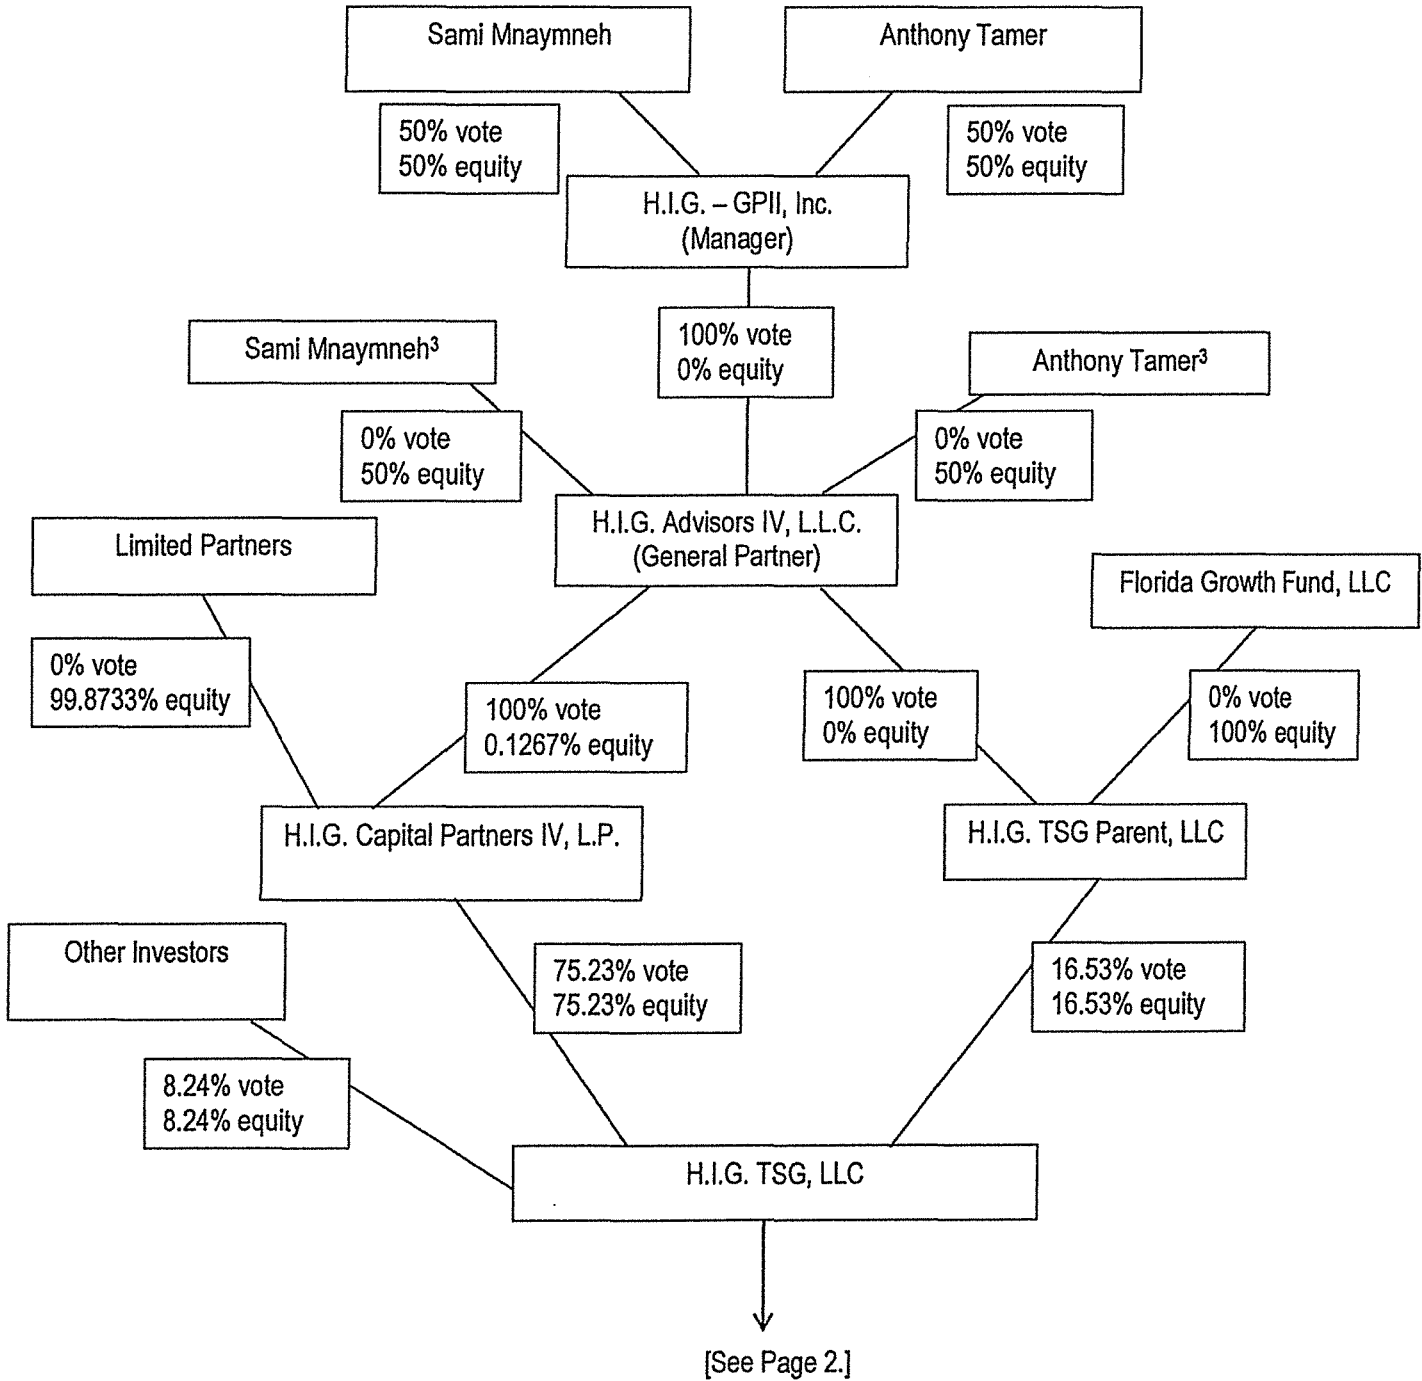 Sami Mnaymneh
Anthony Tamer
50% vote
50% equity
50% vote
50% equity
H.I.G. – GPII, Inc.
(Manager)
100% vote
0% equity
Sami Mnaymneh³
Anthony Tamer³
0% vote
50% equity
0% vote
50% equity
H.I.G. Advisors IV, L.L.C.
(General Partner)
Limited Partners
Florida Growth Fund, LLC
0% vote
99.8733% equity
100% vote
0.1267% equity
100% vote
0% equity
0% vote
100% equity
H.I.G. Capital Partners IV, L.P.
H.I.G. TSG Parent, LLC
Other Investors
75.23% vote
75.23% equity
16.53% vote
16.53% equity
8.24% vote
8.24% equity
H.I.G. TSG, LLC
[See Page 2.]